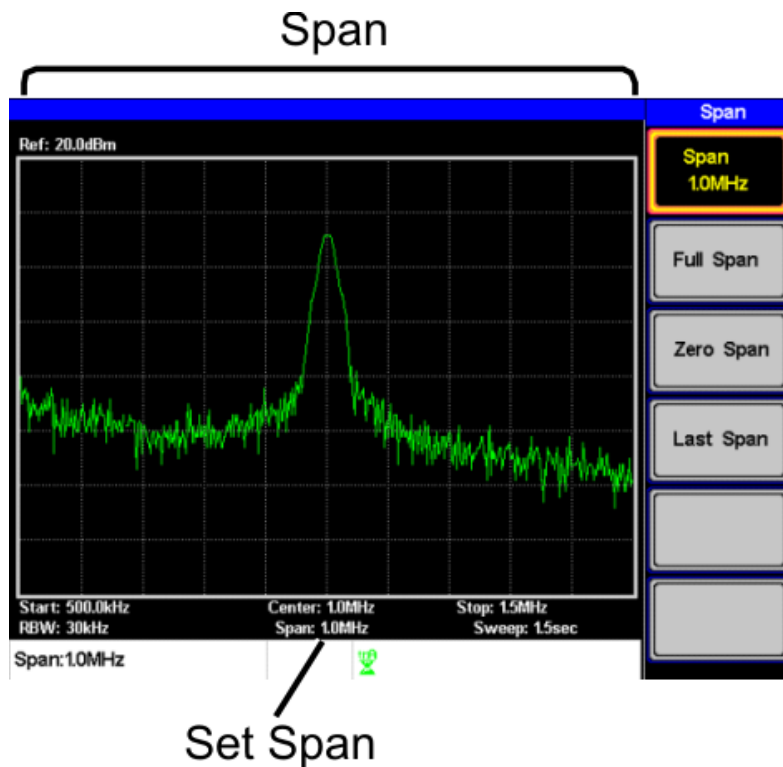 Span
Span
Ref: 20.0dBm
Span
1.0MHz
Full Span
Zero Span
Last Span
Start: 500.0kHz Center: 1.0MHz Stop: 1.5MHz
RBW: 30kHz Span: 1.0MHz Sweep: 1.5sec
Span:1.0MHz
Set Span